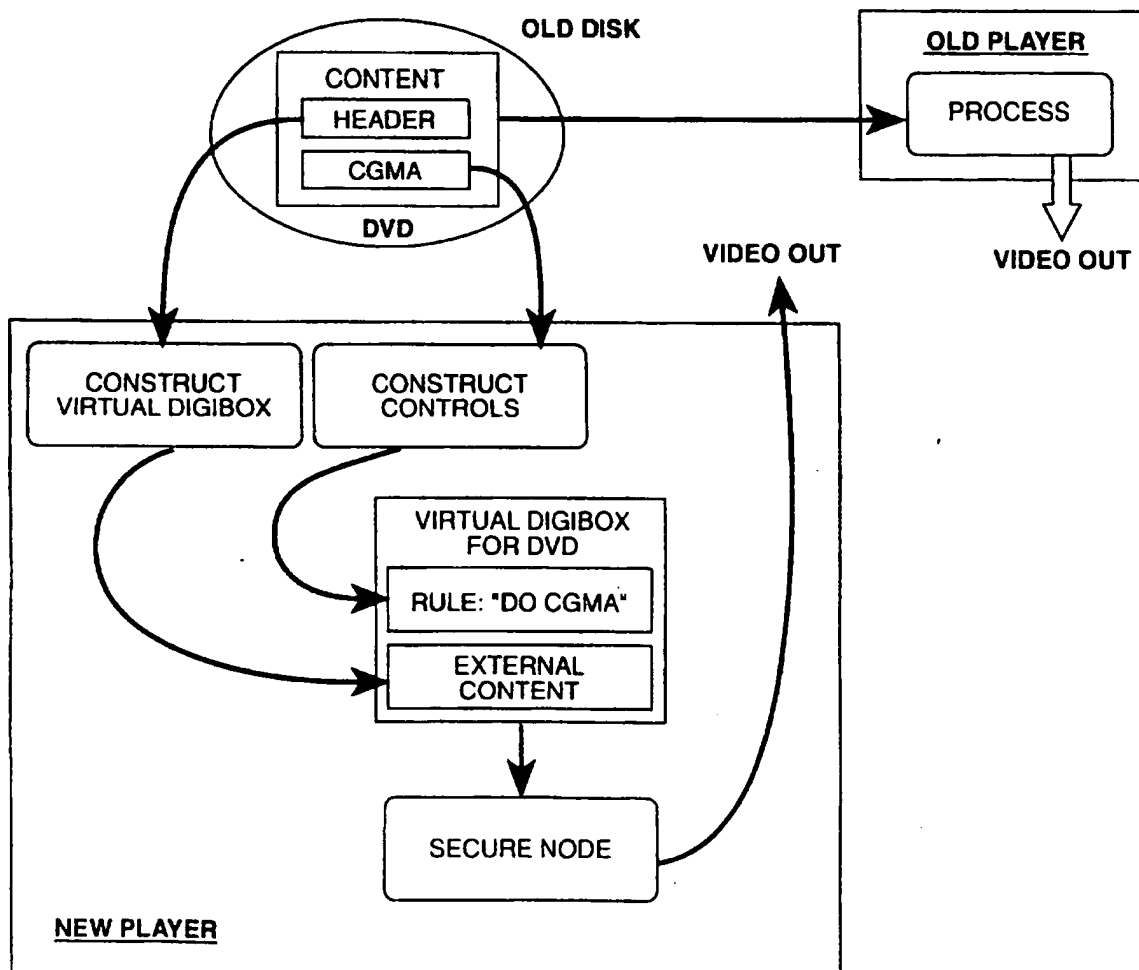 OLD DISK
CONTENT
HEADER
CGMA
DVD
OLD PLAYER
PROCESS
VIDEO OUT
VIDEO OUT
CONSTRUCT
VIRTUAL DIGIBOX
CONSTRUCT
CONTROLS
VIRTUAL DIGIBOX
FOR DVD
RULE: "DO CGMA"
EXTERNAL
CONTENT
SECURE NODE
NEW PLAYER